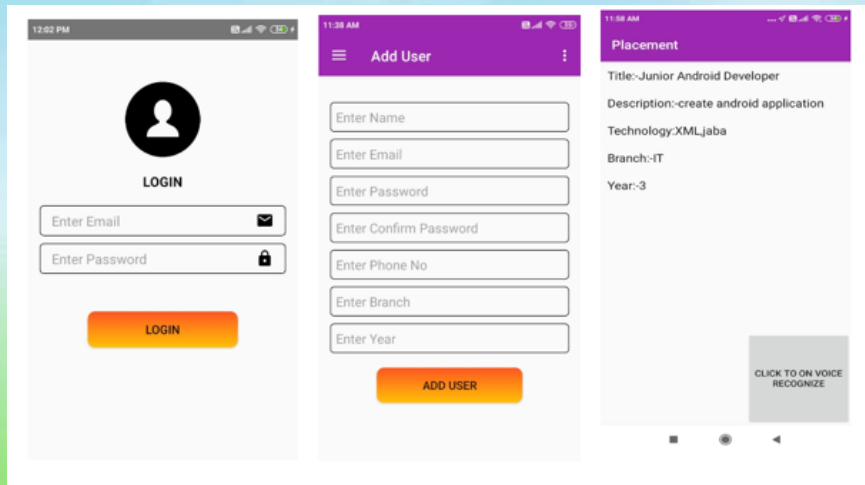 12:02 PM
LOGIN
Enter Email
Enter Password
LOGIN
11:38 AM
Add User
Enter Name
Enter Email
Enter Password
Enter Confirm Password
Enter Phone No
Enter Branch
Enter Year
ADD USER
11:58 AM
Placement
Title:-Junior Android Developer
Description:-create android application
Technology:XML,jaba
Branch:-IT
Year:-3
CLICK TO ON VOICE
RECOGNIZE